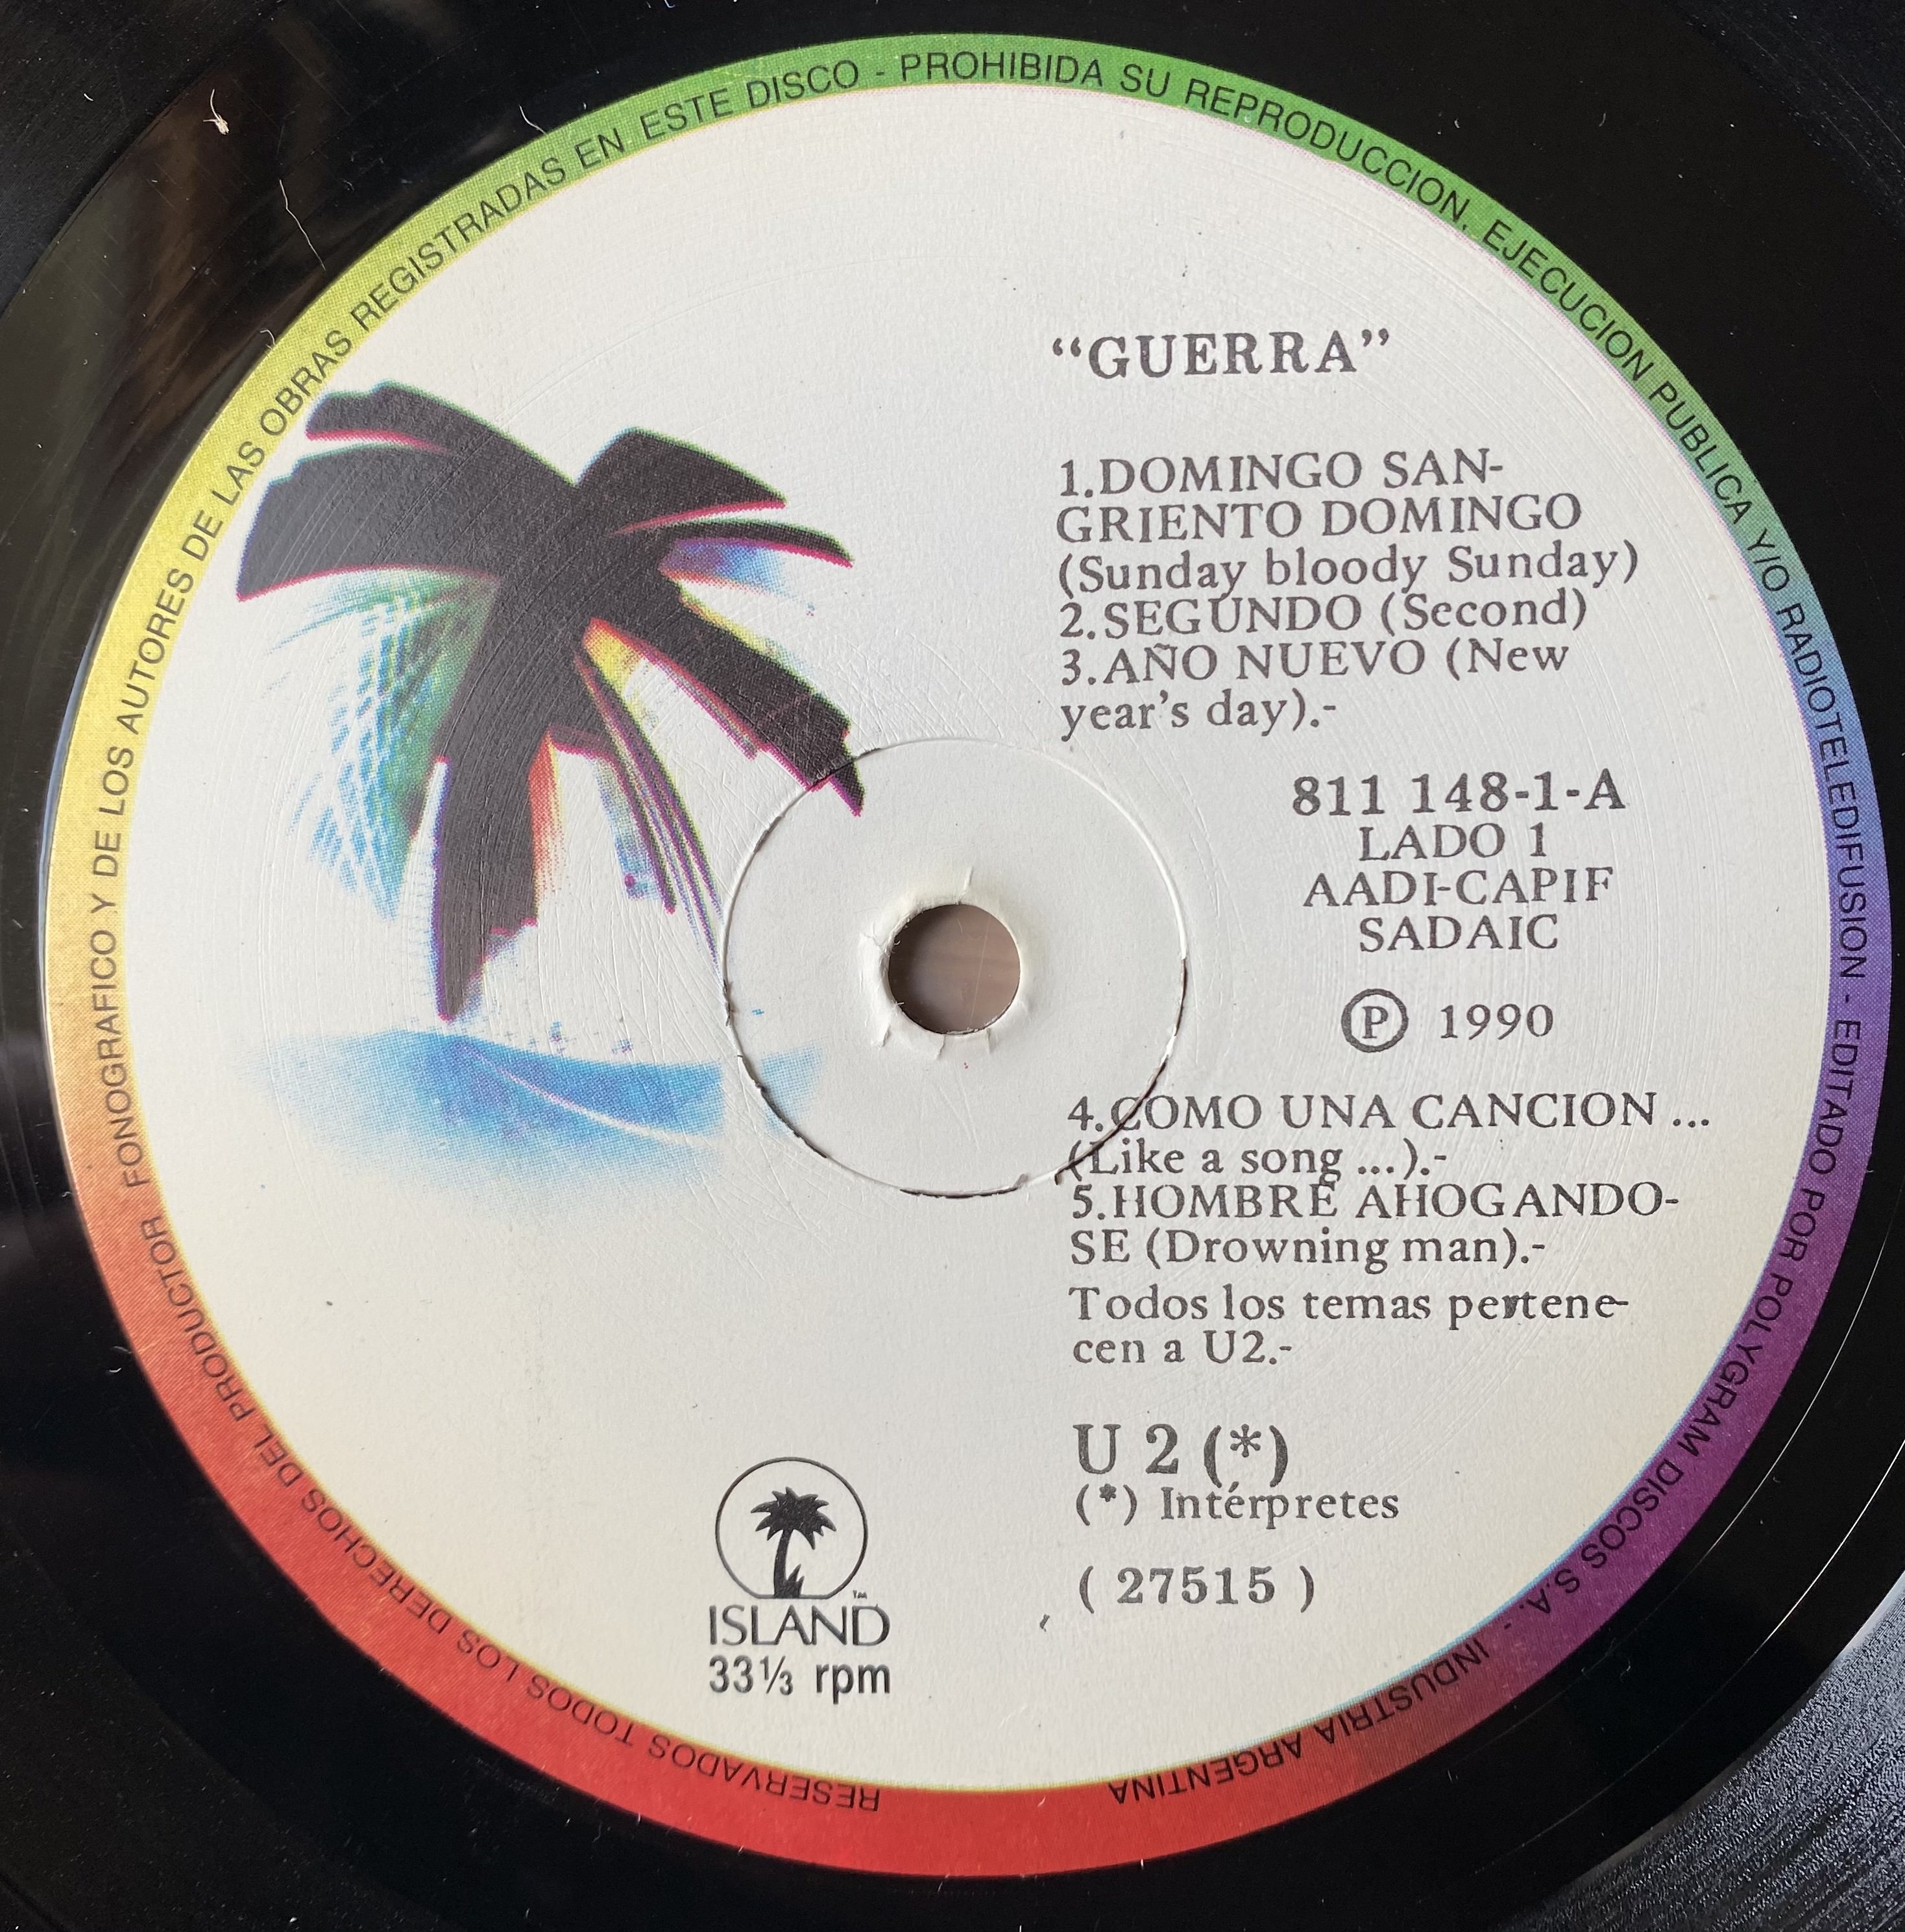 RESERVADOS TODOS LOS DERECHOS DEL PRODUCTOR FONOGRAFICO Y DE LOS AUTORES DE LAS OBRAS REGISTRADAS EN ESTE DISCO - PROHIBIDA SU REPRODUCCION, EJECUCION PUBLICA Y/O RADIOTELEDIFUSION - EDITADO POR POLYGRAM DISCOS S.A. - INDUSTRIA ARGENTINA
“GUERRA”
1.DOMINGO SAN-
GRIENTO DOMINGO
(Sunday bloody Sunday)
2.SEGUNDO (Second)
3.AÑO NUEVO (New
year’s day).-
811 148-1-A
LADO 1
AADI-CAPIF
SADAIC
Ⓟ 1990
4.COMO UNA CANCION ...
(Like a song ...).-
5.HOMBRE AHOGANDO-
SE (Drowning man).-
Todos los temas pertene-
cen a U2.-
U 2 (*)
(*) Intérpretes
( 27515 )
ISLAND™
33⅓ rpm